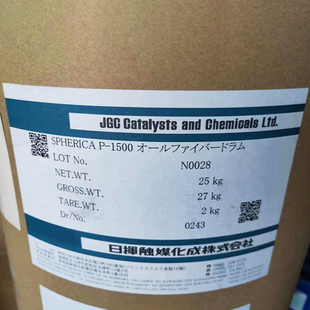 JGC Catalysts and Chemicals Ltd.
SPHERICA P-1500 オールファイバードラム
LOT No. N0028
NET.WT. 25 kg
GROSS.WT. 27 kg
TARE.WT. 2 kg
Dr/No. 0243
日揮触媒化成株式会社